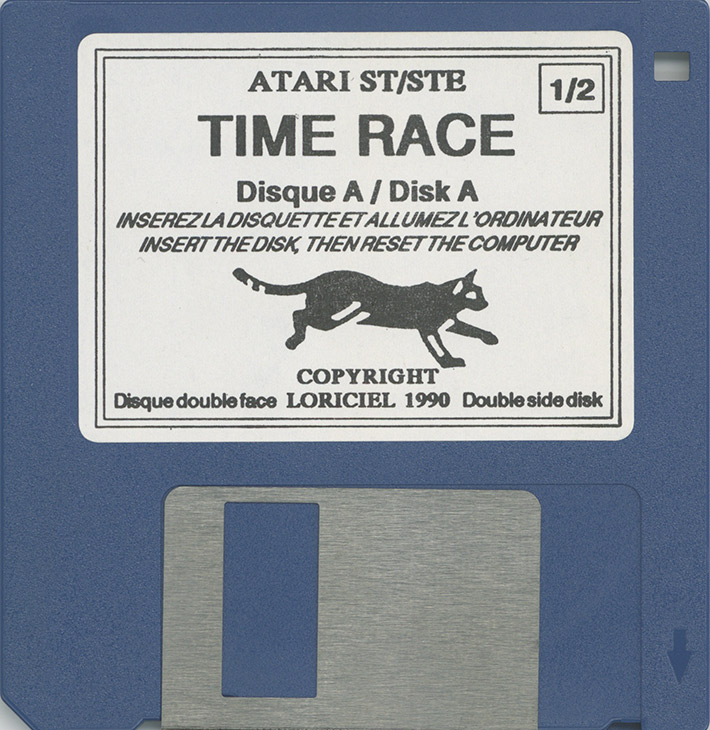 ATARI ST/STE
1/2
TIME RACE
Disque A / Disk A
INSEREZ LA DISQUETTE ET ALLUMEZ L'ORDINATEUR
INSERT THE DISK, THEN RESET THE COMPUTER
COPYRIGHT
Disque double face LORICIEL 1990 Double side disk